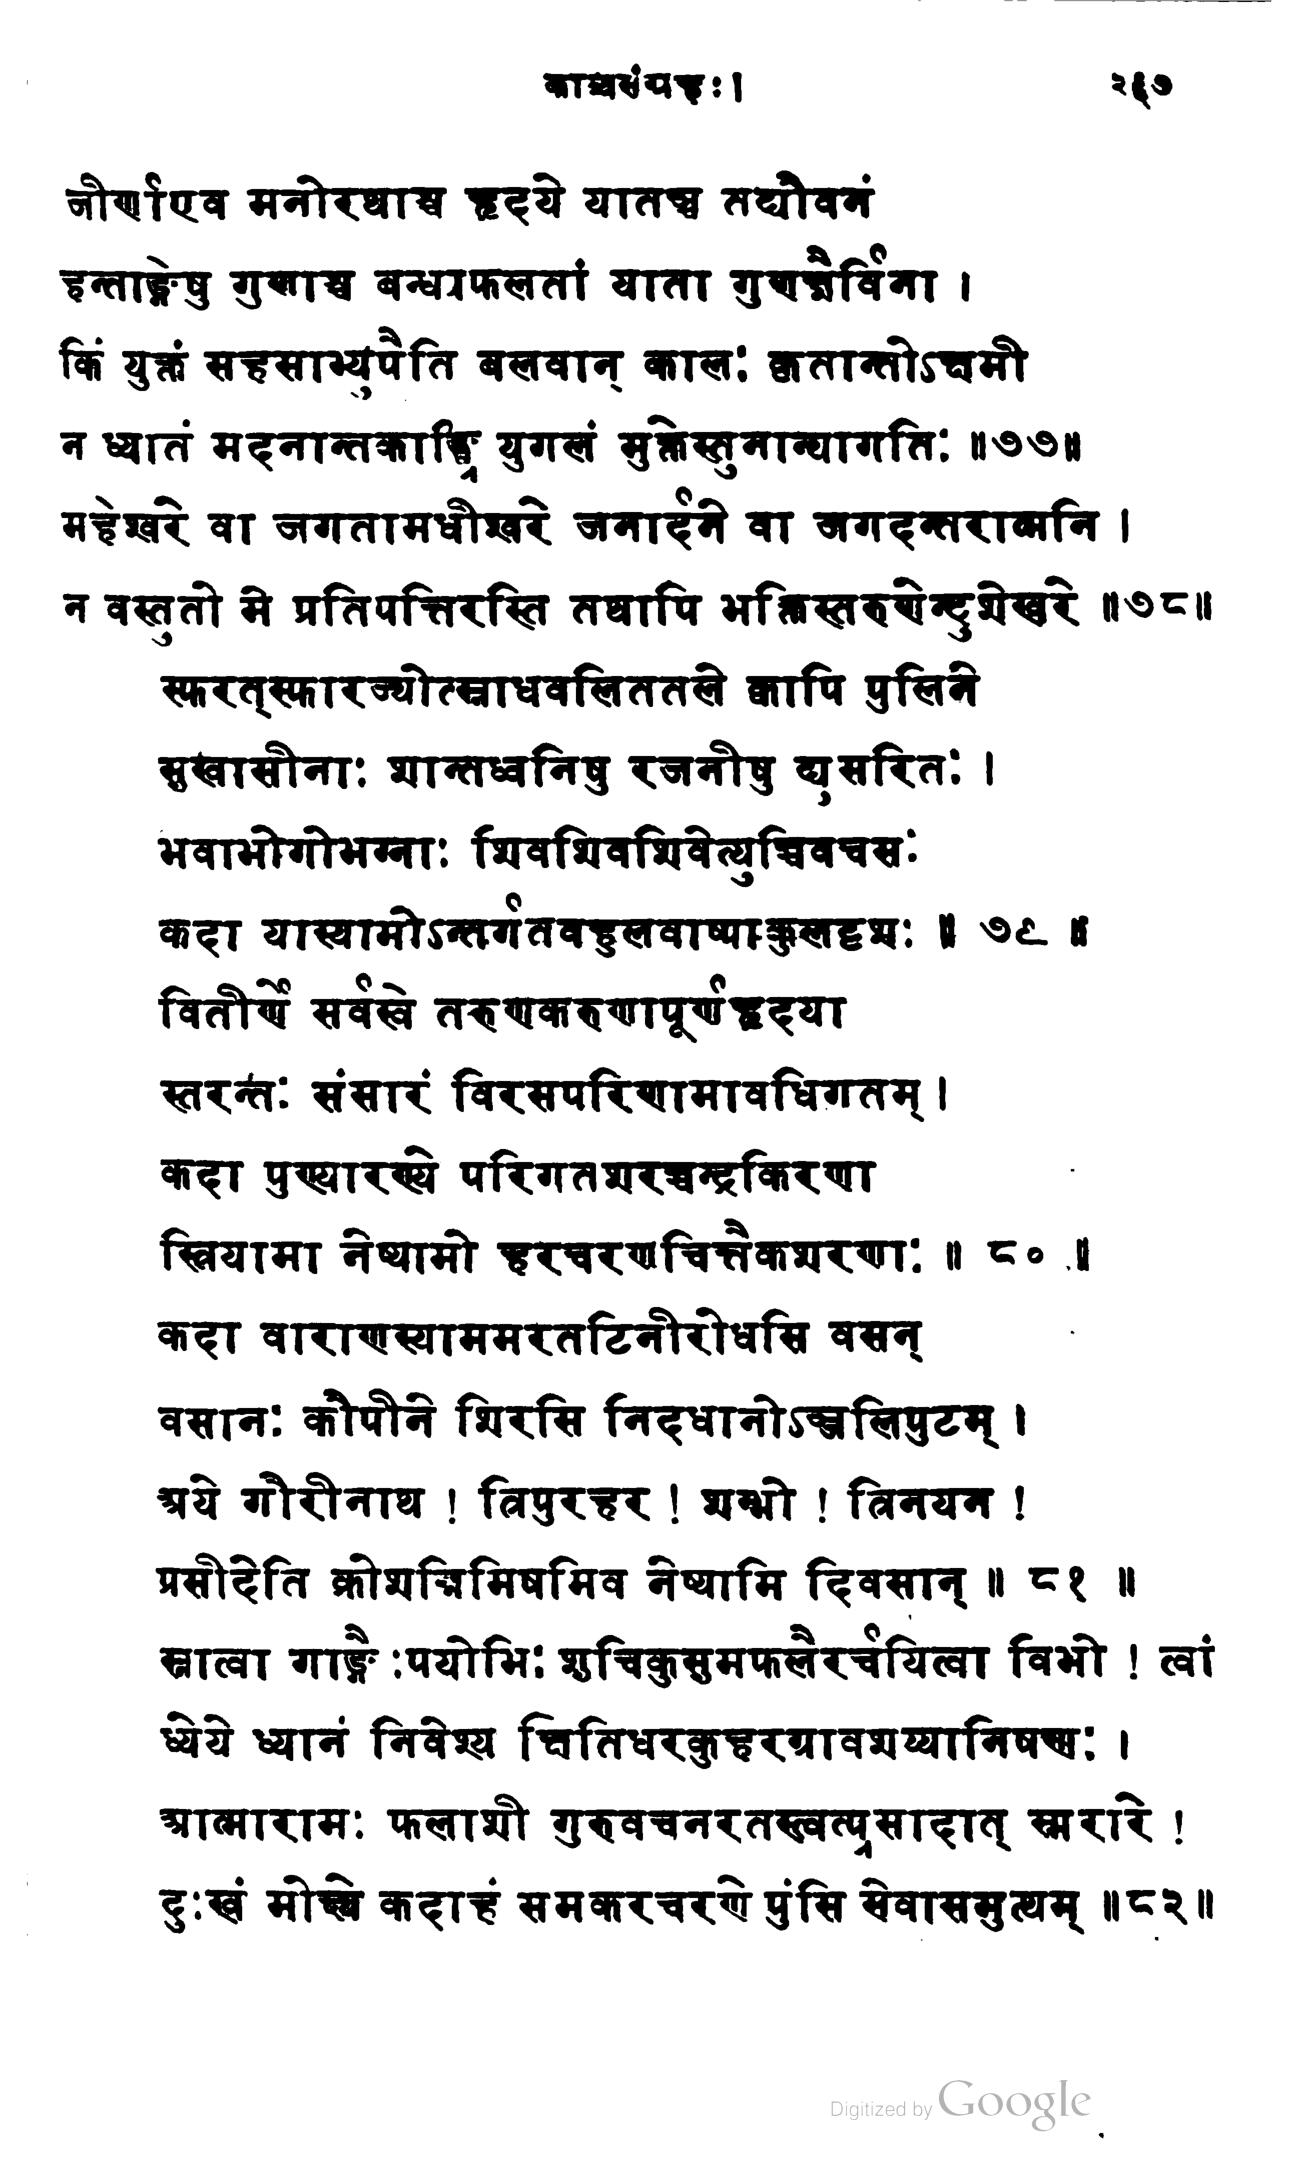 काव्यसंग्रहः। २६७
जीर्णाएव मनोरथाश्च हृदये यातञ्च तद्यौवनं
हन्ताङ्गेषु गुणाश्च बन्ध्यफलतां याता गुणज्ञैर्विना ।
किं युक्तं सहसाभ्युपैति बलवान् कालः कृतान्तोऽक्षमी
न ध्यातं मदनान्तकाङ्घ्रि युगलं मुक्तेस्तु नान्यागतिः ॥७७॥
महेश्वरे वा जगतामधीश्वरे जनार्दने वा जगदन्तरात्मनि ।
न वस्तुतो मे प्रतिपत्तिरस्ति तथापि भक्तिस्तरुणेन्दुशेखरे ॥७८॥
स्फरत्स्फारज्योत्स्नाधवलिततले क्वापि पुलिने
सुखासीनाः शान्तध्वनिषु रजनीषु द्युसरितः ।
भवाभोगोभग्नाः शिवशिवशिवेत्युच्चिवचसः
कदा यास्यामोऽन्तर्गतवहुलवाष्पाकुलदृशः ॥ ७९ ॥
वितीर्णे सर्वस्वे तरुणकरुणापूर्णहृदया
स्तरन्तः संसारं विरसपरिणामावधिगतम् ।
कदा पुण्यारण्ये परिगतशरच्चन्द्रकिरणा
स्त्रियामा नेष्यामो हरचरणचित्तैकशरणाः ॥ ८० ॥
कदा वाराणस्याममरतटिनीरोधसि वसन्
वसानः कौपीने शिरसि निदधानोऽञ्जलिपुटम् ।
अये गौरीनाथ ! त्रिपुरहर ! शम्भो ! त्रिनयन !
प्रसीदेति क्रोशन्निमिषमिव नेष्यामि दिवसान् ॥ ८१ ॥
स्नात्वा गाङ्गैः पयोभिः शुचिकुसुमफलैरर्चयित्वा विभो ! त्वां
ध्येये ध्यानं निवेश्य क्षितिधरकुहरग्रावशय्यानिषणः ।
आत्मारामः फलाशी गुरुवचनरतस्त्वत्प्रसादात् स्मरारे !
दुःखं मोक्ष्ये कदाहं समकरचरणे पुंसि सेवासमुत्थम् ॥८२॥
Digitized by Google